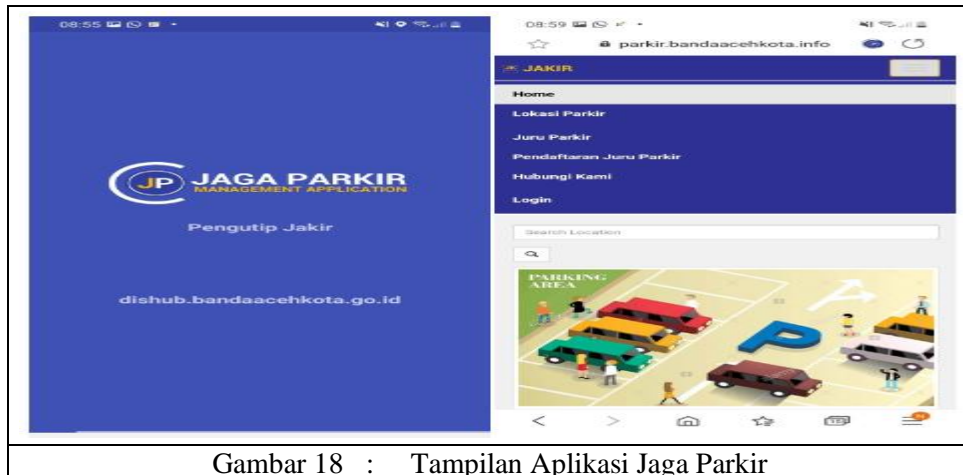 08:55
JP JAGA PARKIR
MANAGEMENT APPLICATION
Pengutip Jakir
dishub.bandaacehkota.go.id
08:59
parkir.bandaacehkota.info
JAKIR
Home
Lokasi Parkir
Juru Parkir
Pendaftaran Juru Parkir
Hubungi Kami
Login
Search Location
PARKING
AREA
P
Gambar 18 : Tampilan Aplikasi Jaga Parkir